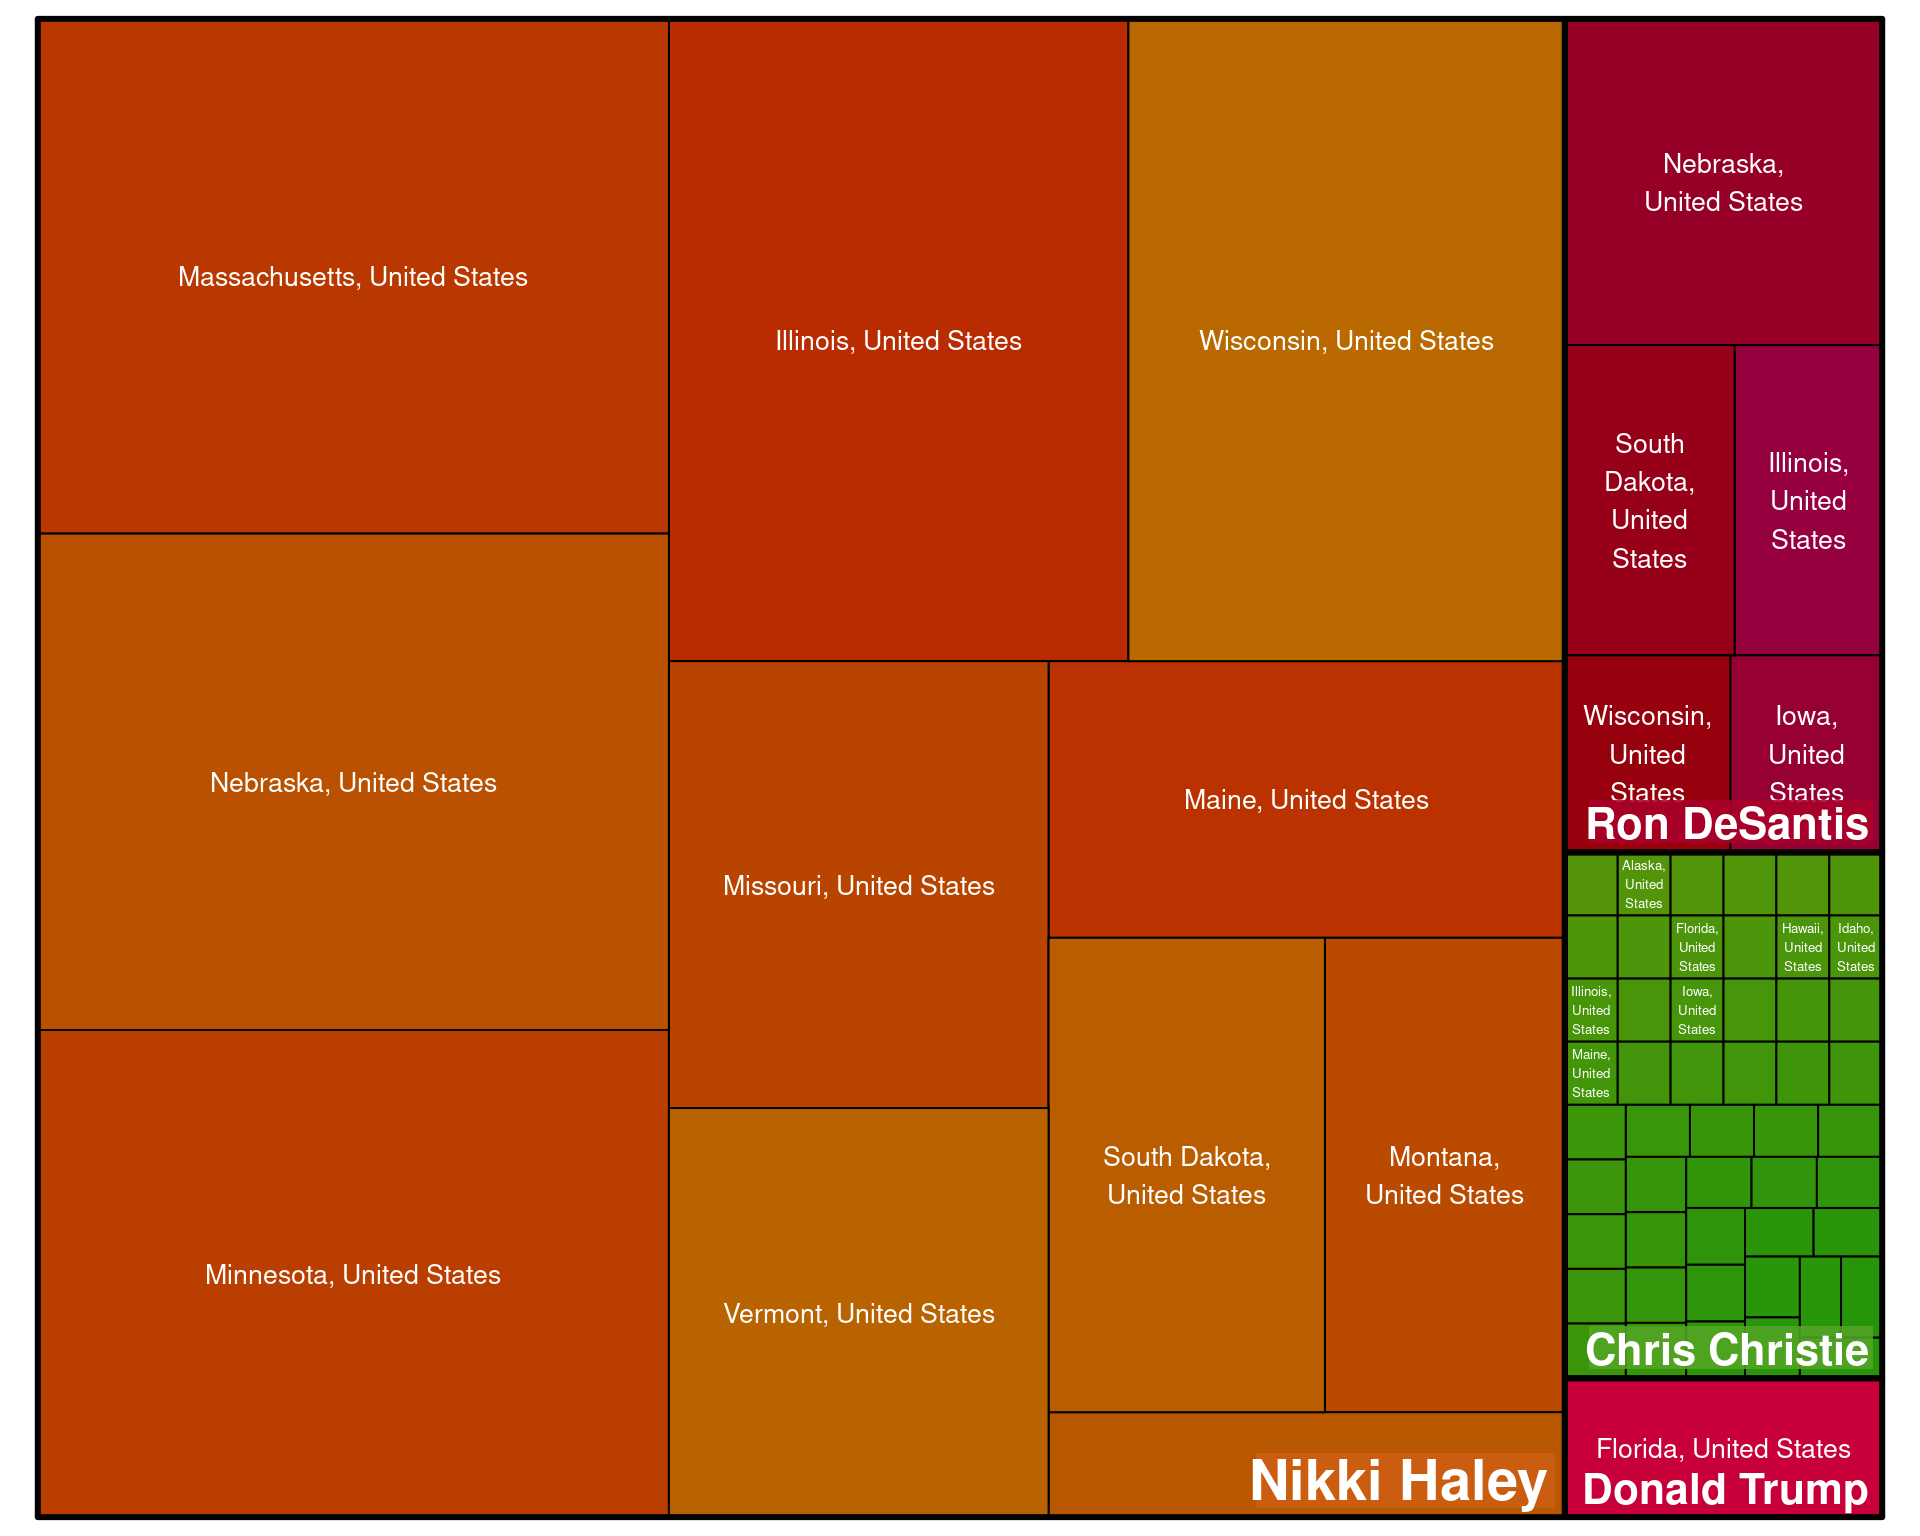 Massachusetts, United States
Nebraska, United States
Minnesota, United States
Illinois, United States
Wisconsin, United States
Missouri, United States
Vermont, United States
Maine, United States
South Dakota,
United States
Montana,
United States
Nikki Haley
Nebraska,
United States
South
Dakota,
United
States
Illinois,
United
States
Wisconsin,
United
States
Iowa,
United
States
Ron DeSantis
Alaska,
United
States
Florida,
United
States
Hawaii,
United
States
Idaho,
United
States
Illinois,
United
States
Iowa,
United
States
Maine,
United
States
Chris Christie
Florida, United States
Donald Trump